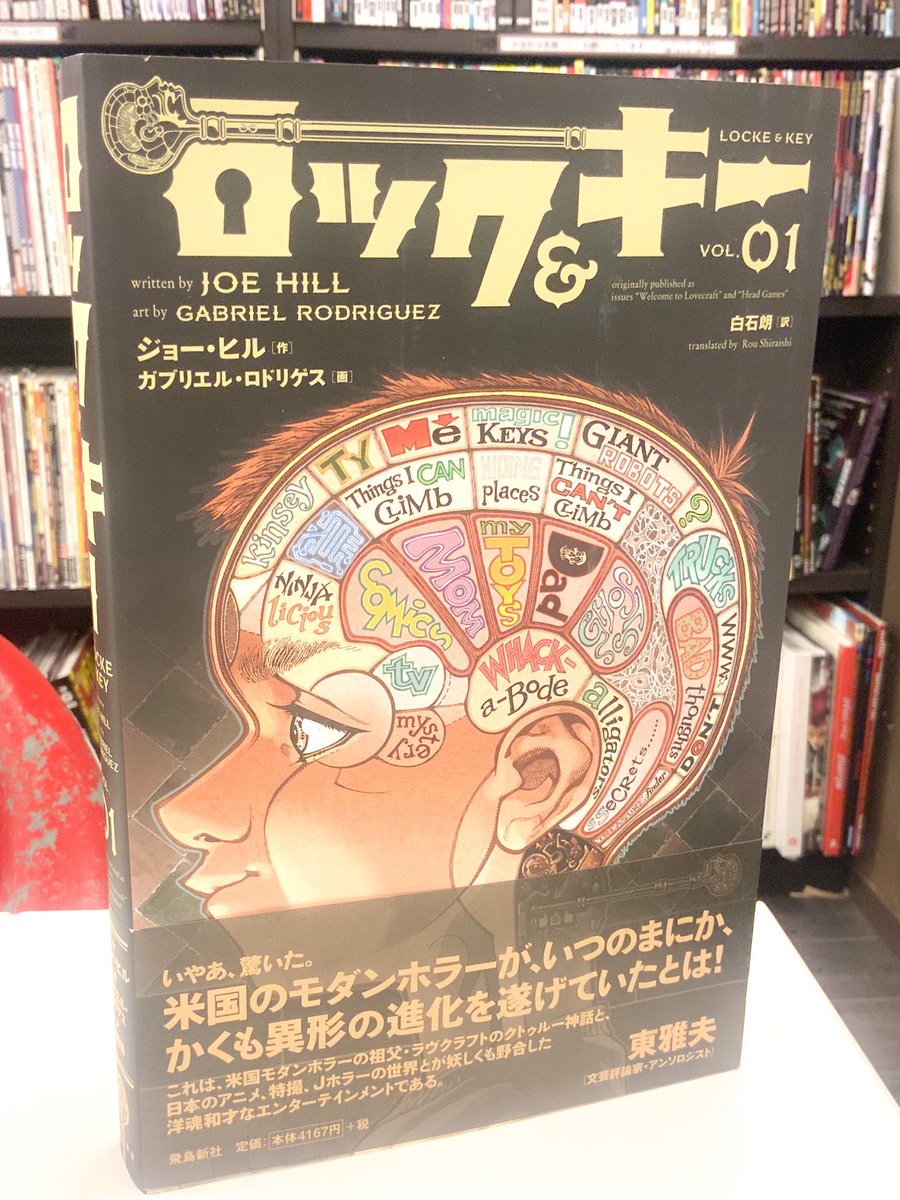 LOCKE & KEY
ロック&キー
VOL.01
written by JOE HILL
art by GABRIEL RODRIGUEZ
ジョー・ヒル[作]
ガブリエル・ロドリゲス[画]
originally published as
issues "Welcome to Lovecraft" and "Head Games"
白石朗[訳]
translated by Rou Shiraishi
Kinsey
TY
Me
magic
KEYS!
GIANT
ROBOTS
?
Things I CAN
CLiMb
HIDING
places
Things I
CAN'T
CLiMb
TRUCKS
NiNJA
licious
COMICS
MOM
my
TOYS
Dad
BAD
thoughts
WWW.
DON'T
tv
mystery
WHACK-
a-BODE
alligators
SSeCRets......
いやあ、驚いた。
米国のモダンホラーが、いつのまにか、
かくも異形の進化を遂げていたとは!
これは、米国モダンホラーの祖父・ラヴクラフトのクトゥルー神話と、
日本のアニメ、特撮、Jホラーの世界とが妖しくも野合した
洋魂和才なエンターテインメントである。
東雅夫
(文芸評論家・アンソロジスト)
飛鳥新社 定価:本体4167円+税